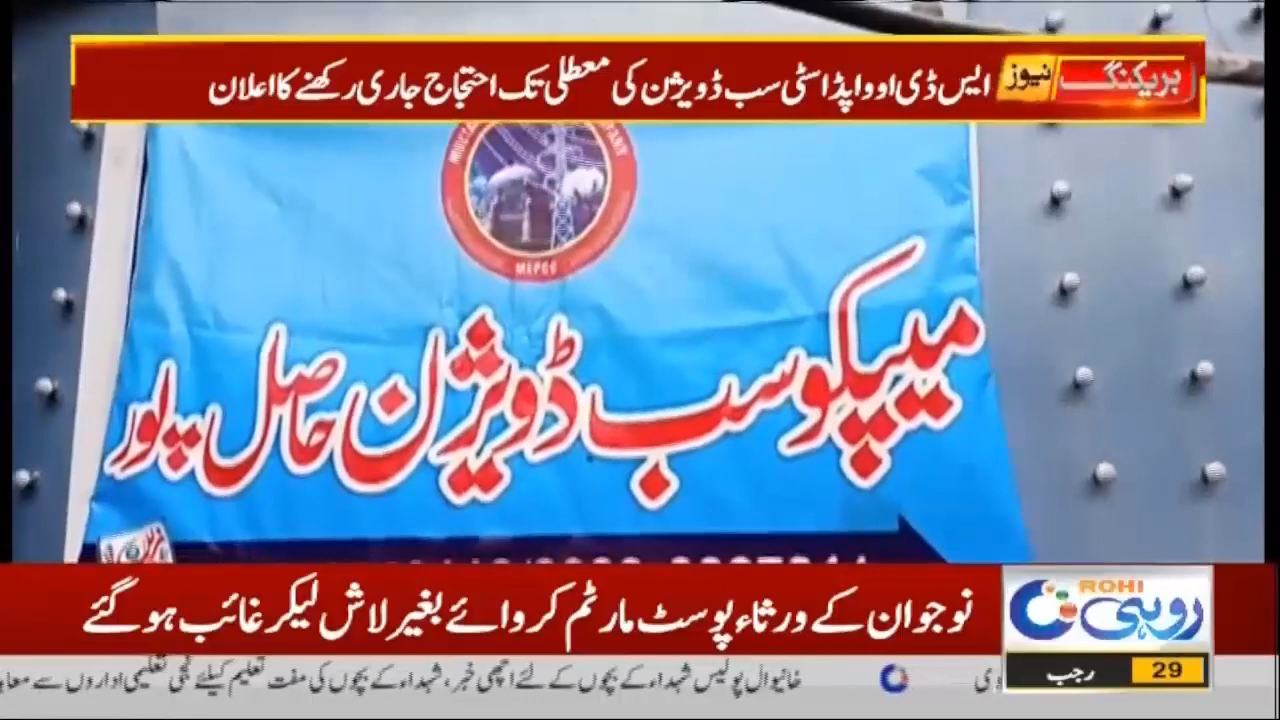 بریکنگ نیوز ایس ڈی او واپڈا سٹی سب ڈویژن کی معطلی تک احتجاج جاری رکھنے کا اعلان
MEPCO
میپکو سب ڈویژن حاصل پور
نوجوان کے ورثاء پوسٹ مارٹم کروائے بغیر لاش لیکر غائب ہو گئے
ROHI
روہی
خانیوال پولیس شہداء کے بچوں کے لئے اچھی خبر، شہداء کے بچوں کی مفت تعلیم کیلئے نجی تعلیمی اداروں سے
29 رجب